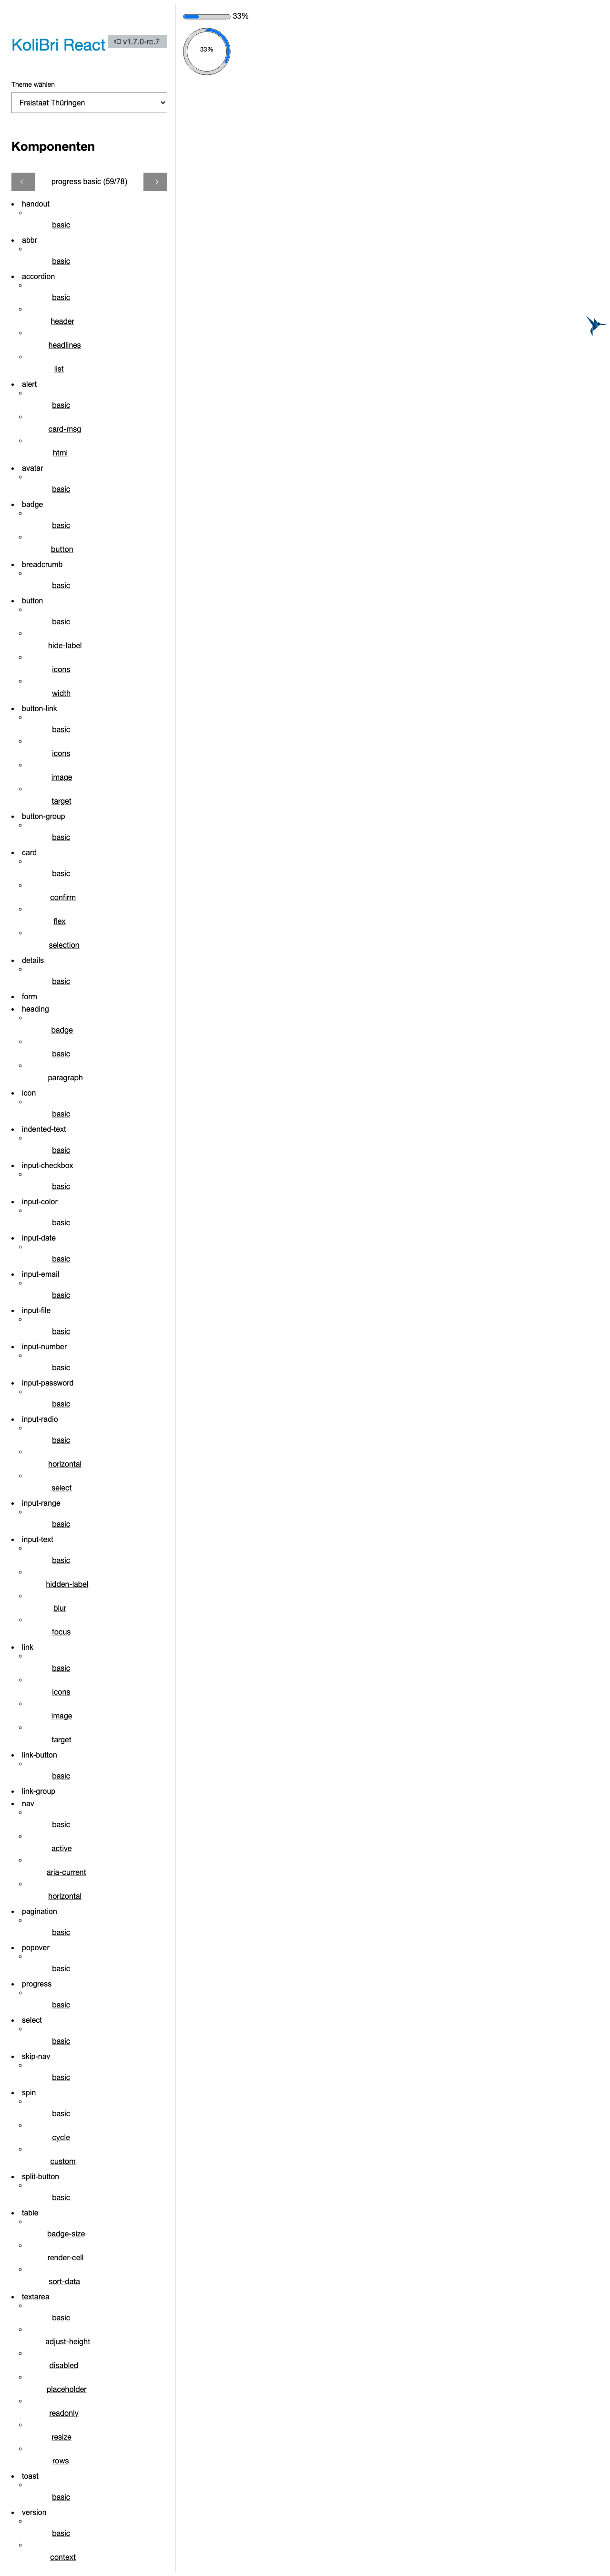 KoliBri React
v1.7.0-rc.7
Theme wählen
Freistaat Thüringen
Komponenten
progress basic (59/78)
handout
basic
abbr
basic
accordion
basic
header
headlines
list
alert
basic
card-msg
html
avatar
basic
badge
basic
button
breadcrumb
basic
button
basic
hide-label
icons
width
button-link
basic
icons
image
target
button-group
basic
card
basic
confirm
flex
selection
details
basic
form
heading
badge
basic
paragraph
icon
basic
indented-text
basic
input-checkbox
basic
input-color
basic
input-date
basic
input-email
basic
input-file
basic
input-number
basic
input-password
basic
input-radio
basic
horizontal
select
input-range
basic
input-text
basic
hidden-label
blur
focus
link
basic
icons
image
target
link-button
basic
link-group
nav
basic
active
aria-current
horizontal
pagination
basic
popover
basic
progress
basic
select
basic
skip-nav
basic
spin
basic
cycle
custom
split-button
basic
table
badge-size
render-cell
sort-data
textarea
basic
adjust-height
disabled
placeholder
readonly
resize
rows
toast
basic
version
basic
context
33%
33%